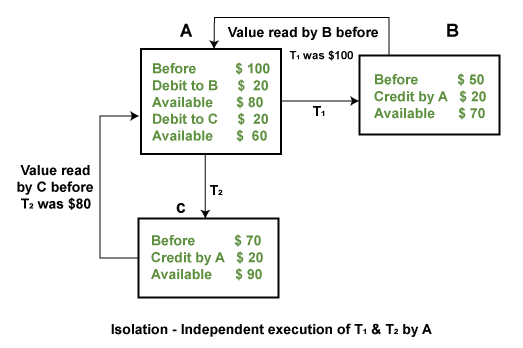 A
Value read by B before
T₁ was $100
B
Before $ 100
Debit to B $ 20
Available $ 80
Debit to C $ 20
Available $ 60
T₁
Before $ 50
Credit by A $ 20
Available $ 70
Value read
by C before
T₂ was $80
T₂
c
Before $ 70
Credit by A $ 20
Available $ 90
Isolation - Independent execution of T₁ & T₂ by A